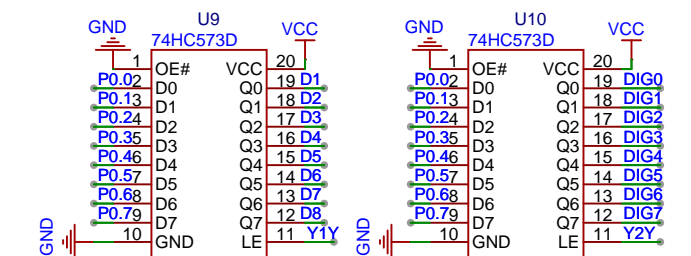 U9
GND 74HC573D VCC
1 OE# VCC 20
P0.0 2 D0 Q0 19 D1
P0.1 3 D1 Q1 18 D2
P0.2 4 D2 Q2 17 D3
P0.3 5 D3 Q3 16 D4
P0.4 6 D4 Q4 15 D5
P0.5 7 D5 Q5 14 D6
P0.6 8 D6 Q6 13 D7
P0.7 9 D7 Q7 12 D8
GND 10 GND LE 11 Y1Y
U10
GND 74HC573D VCC
1 OE# VCC 20
P0.0 2 D0 Q0 19 DIG0
P0.1 3 D1 Q1 18 DIG1
P0.2 4 D2 Q2 17 DIG2
P0.3 5 D3 Q3 16 DIG3
P0.4 6 D4 Q4 15 DIG4
P0.5 7 D5 Q5 14 DIG5
P0.6 8 D6 Q6 13 DIG6
P0.7 9 D7 Q7 12 DIG7
GND 10 GND LE 11 Y2Y